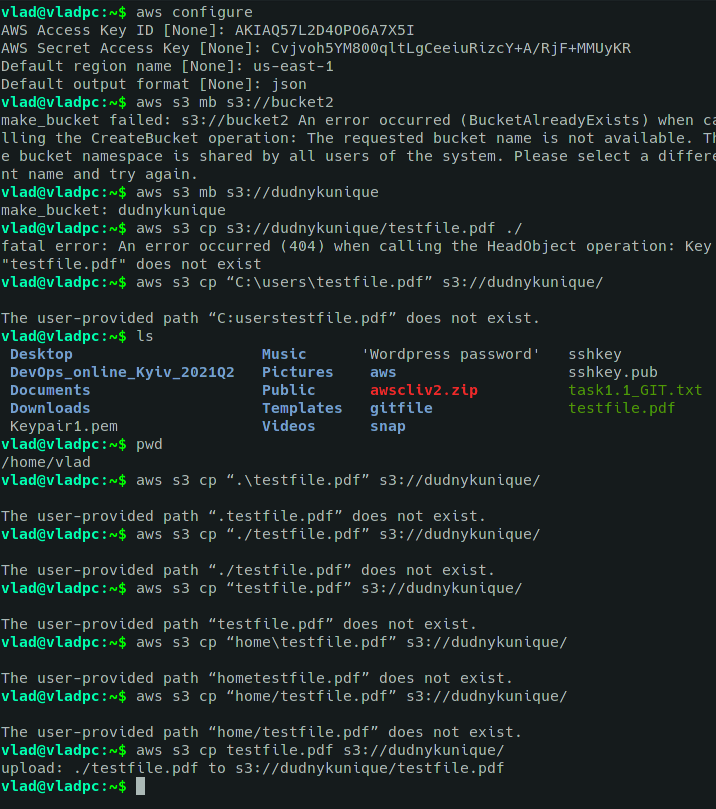 vlad@vladpc:~$ aws configure
AWS Access Key ID [None]: AKIAQ57L2D4OPO6A7X5I
AWS Secret Access Key [None]: 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
Default region name [None]: us-east-1
Default output format [None]: json
vlad@vladpc:~$ aws s3 mb s3://bucket2
make_bucket failed: s3://bucket2 An error occurred (BucketAlreadyExists) when ca
lling the CreateBucket operation: The requested bucket name is not available. Th
e bucket namespace is shared by all users of the system. Please select a differe
nt name and try again.
vlad@vladpc:~$ aws s3 mb s3://dudnykunique
make_bucket: dudnykunique
vlad@vladpc:~$ aws s3 cp s3://dudnykunique/testfile.pdf ./
fatal error: An error occurred (404) when calling the HeadObject operation: Key
"testfile.pdf" does not exist
vlad@vladpc:~$ aws s3 cp “C:\users\testfile.pdf” s3://dudnykunique/
The user-provided path “C:userstestfile.pdf” does not exist.
vlad@vladpc:~$ ls
Desktop Music 'Wordpress password' sshkey
DevOps_online_Kyiv_2021Q2 Pictures aws sshkey.pub
Documents Public awscliv2.zip task1.1_GIT.txt
Downloads Templates gitfile testfile.pdf
Keypair1.pem Videos snap
vlad@vladpc:~$ pwd
/home/vlad
vlad@vladpc:~$ aws s3 cp “.\testfile.pdf” s3://dudnykunique/
The user-provided path “.testfile.pdf” does not exist.
vlad@vladpc:~$ aws s3 cp “./testfile.pdf” s3://dudnykunique/
The user-provided path “./testfile.pdf” does not exist.
vlad@vladpc:~$ aws s3 cp “testfile.pdf” s3://dudnykunique/
The user-provided path “testfile.pdf” does not exist.
vlad@vladpc:~$ aws s3 cp “home\testfile.pdf” s3://dudnykunique/
The user-provided path “hometestfile.pdf” does not exist.
vlad@vladpc:~$ aws s3 cp “home/testfile.pdf” s3://dudnykunique/
The user-provided path “home/testfile.pdf” does not exist.
vlad@vladpc:~$ aws s3 cp testfile.pdf s3://dudnykunique/
upload: ./testfile.pdf to s3://dudnykunique/testfile.pdf
vlad@vladpc:~$